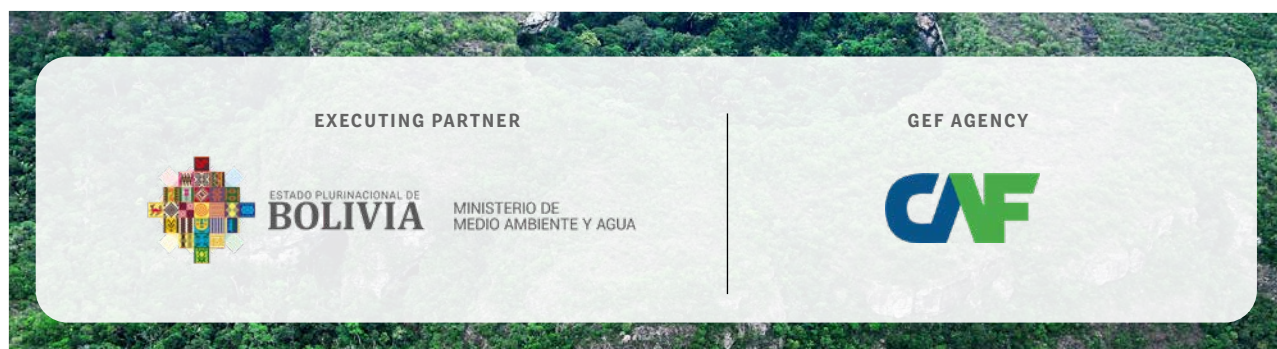 EXECUTING PARTNER
ESTADO PLURINACIONAL DE
BOLIVIA
MINISTERIO DE
MEDIO AMBIENTE Y AGUA
GEF AGENCY
CAF